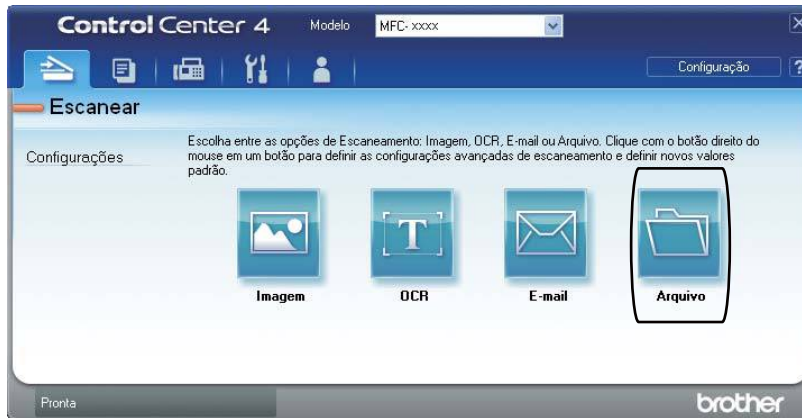 Control Center 4 Modelo MFC- xxxx
Configuração ?
Escanear
Configurações
Escolha entre as opções de Escaneamento: Imagem, OCR, E-mail ou Arquivo. Clique com o botão direito do
mouse em um botão para definir as configurações avançadas de escaneamento e definir novos valores
padrão.
T
Imagem OCR E-mail Arquivo
Pronta brother